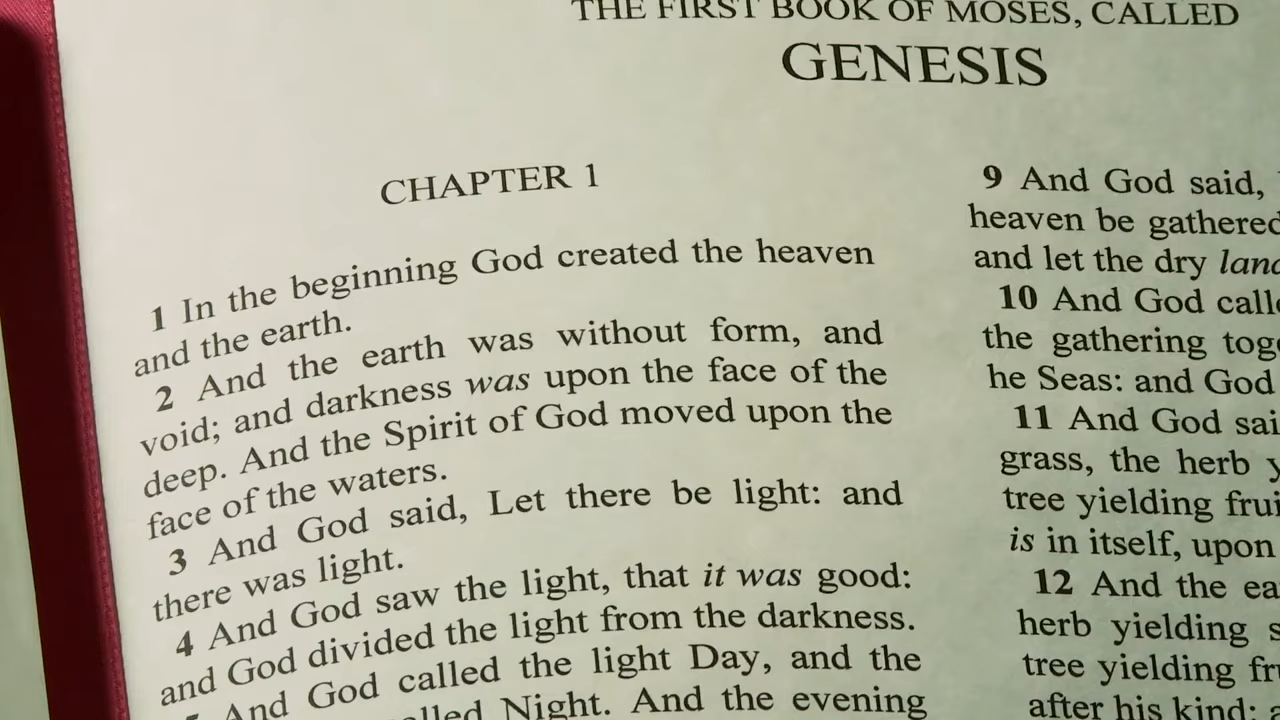 THE FIRST BOOK OF MOSES, CALLED
GENESIS
CHAPTER 1
1 In the beginning God created the heaven
and the earth.
2 And the earth was without form, and
void; and darkness was upon the face of the
deep. And the Spirit of God moved upon the
face of the waters.
3 And God said, Let there be light: and
there was light.
4 And God saw the light, that it was good:
and God divided the light from the darkness.
And God called the light Day, and the
Night. And the evening
9 And God said,
heaven be gathered
and let the dry
10 And God
the gathering
he Seas: and God
11 And God
grass, the herb
tree yielding
is in itself, upon
12 And the
herb yielding
tree yielding
after his kind: